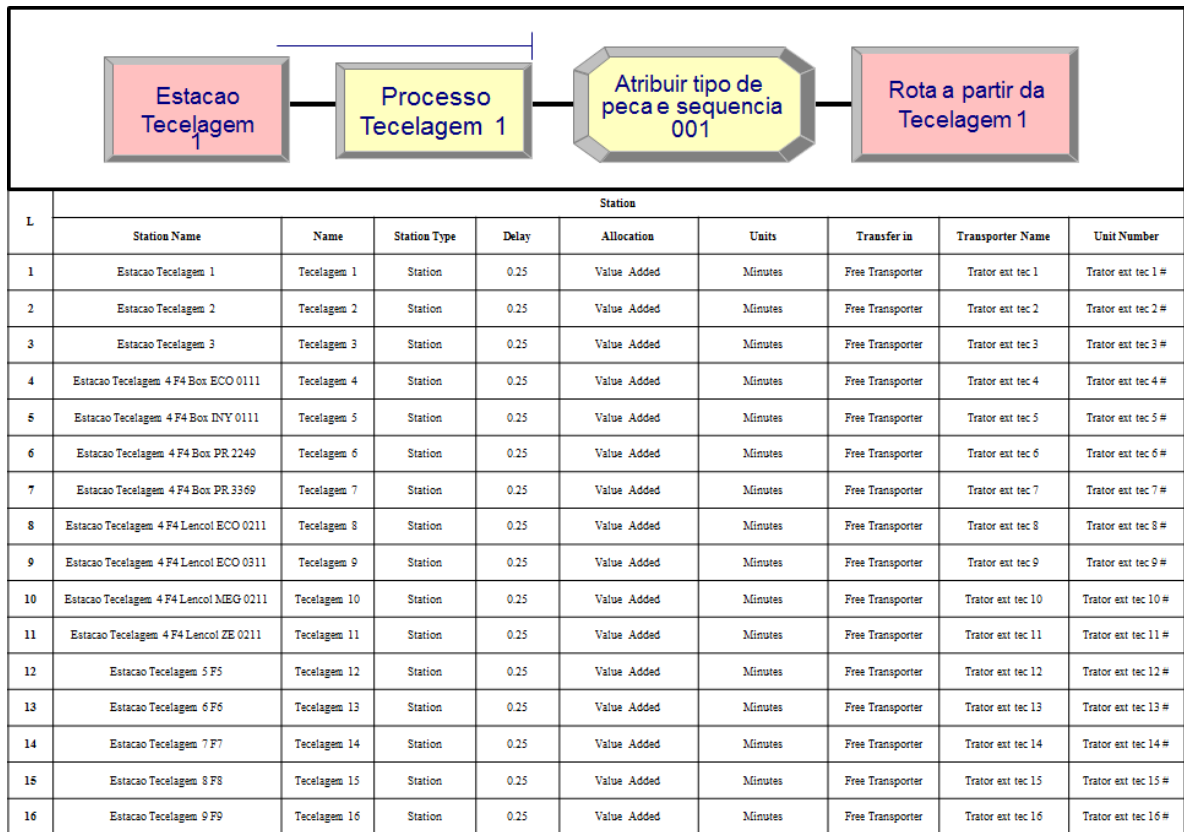 Estacao
Tecelagem
1
Processo
Tecelagem 1
Atribuir tipo de
peca e sequencia
001
Rota a partir da
Tecelagem 1
L Station
Station Name Name Station Type Delay Allocation Units Transfer in Transporter Name Unit Number
1 Estacao Tecelagem 1 Tecelagem 1 Station 0.25 Value Added Minutes Free Transporter Trator ext tec 1 Trator ext tec 1 #
2 Estacao Tecelagem 2 Tecelagem 2 Station 0.25 Value Added Minutes Free Transporter Trator ext tec 2 Trator ext tec 2 #
3 Estacao Tecelagem 3 Tecelagem 3 Station 0.25 Value Added Minutes Free Transporter Trator ext tec 3 Trator ext tec 3 #
4 Estacao Tecelagem 4 F4 Box ECO 0111 Tecelagem 4 Station 0.25 Value Added Minutes Free Transporter Trator ext tec 4 Trator ext tec 4 #
5 Estacao Tecelagem 4 F4 Box INY 0111 Tecelagem 5 Station 0.25 Value Added Minutes Free Transporter Trator ext tec 5 Trator ext tec 5 #
6 Estacao Tecelagem 4 F4 Box PR 2249 Tecelagem 6 Station 0.25 Value Added Minutes Free Transporter Trator ext tec 6 Trator ext tec 6 #
7 Estacao Tecelagem 4 F4 Box PR 3369 Tecelagem 7 Station 0.25 Value Added Minutes Free Transporter Trator ext tec 7 Trator ext tec 7 #
8 Estacao Tecelagem 4 F4 Lencol ECO 0211 Tecelagem 8 Station 0.25 Value Added Minutes Free Transporter Trator ext tec 8 Trator ext tec 8 #
9 Estacao Tecelagem 4 F4 Lencol ECO 0311 Tecelagem 9 Station 0.25 Value Added Minutes Free Transporter Trator ext tec 9 Trator ext tec 9 #
10 Estacao Tecelagem 4 F4 Lencol MEG 0211 Tecelagem 10 Station 0.25 Value Added Minutes Free Transporter Trator ext tec 10 Trator ext tec 10 #
11 Estacao Tecelagem 4 F4 Lencol ZE 0211 Tecelagem 11 Station 0.25 Value Added Minutes Free Transporter Trator ext tec 11 Trator ext tec 11 #
12 Estacao Tecelagem 5 F5 Tecelagem 12 Station 0.25 Value Added Minutes Free Transporter Trator ext tec 12 Trator ext tec 12 #
13 Estacao Tecelagem 6 F6 Tecelagem 13 Station 0.25 Value Added Minutes Free Transporter Trator ext tec 13 Trator ext tec 13 #
14 Estacao Tecelagem 7 F7 Tecelagem 14 Station 0.25 Value Added Minutes Free Transporter Trator ext tec 14 Trator ext tec 14 #
15 Estacao Tecelagem 8 F8 Tecelagem 15 Station 0.25 Value Added Minutes Free Transporter Trator ext tec 15 Trator ext tec 15 #
16 Estacao Tecelagem 9 F9 Tecelagem 16 Station 0.25 Value Added Minutes Free Transporter Trator ext tec 16 Trator ext tec 16 #